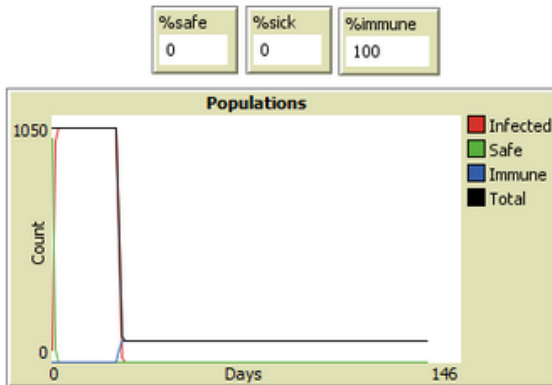 %safe %sick %immune
0 0 100
Populations
1050
Infected
Safe
Immune
Total
Count
0
0 Days 146